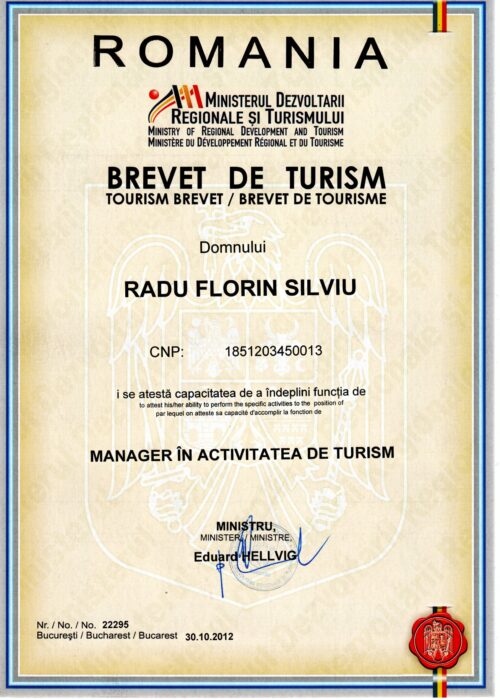 ROMANIA
MINISTERUL DEZVOLTARII
REGIONALE ȘI TURISMULUI
MINISTRY OF REGIONAL DEVELOPMENT AND TOURISM
MINISTÈRE DU DÉVELOPPEMENT RÉGIONAL ET DU TOURISME
BREVET DE TURISM
TOURISM BREVET / BREVET DE TOURISME
Domnului
RADU FLORIN SILVIU
CNP: 1851203450013
i se atestă capacitatea de a îndeplini funcția de
to attest his/her ability to perform the specific activities to the position of
par lequel on atteste sa capacité d'accomplir la fonction de
MANAGER ÎN ACTIVITATEA DE TURISM
MINISTRU,
MINISTER / MINISTRE,
Eduard HELLVIG
Nr. / No. / No. 22295
București / Bucharest / Bucarest 30.10.2012